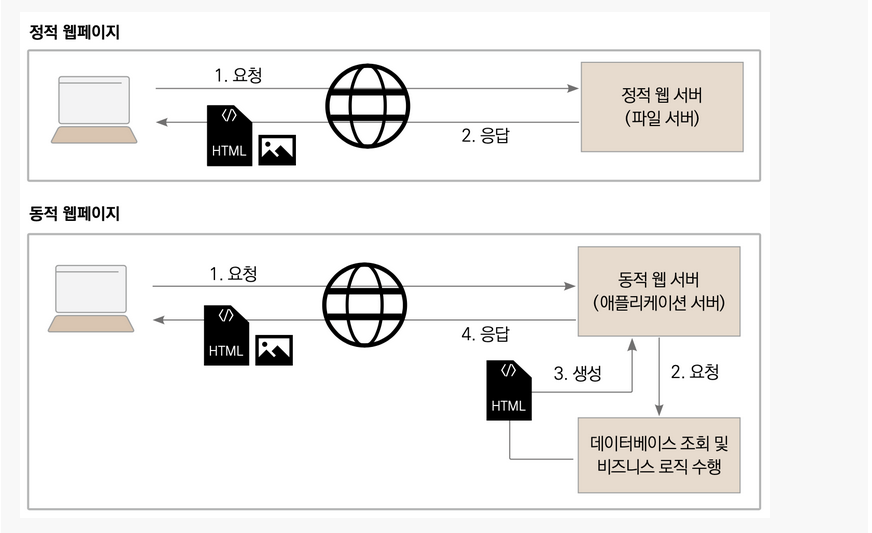 정적 웹페이지
1. 요청
</>
HTML
2. 응답
정적 웹 서버
(파일 서버)
동적 웹페이지
1. 요청
</>
HTML
4. 응답
동적 웹 서버
(애플리케이션 서버)
</>
HTML
3. 생성
2. 요청
데이터베이스 조회 및
비즈니스 로직 수행